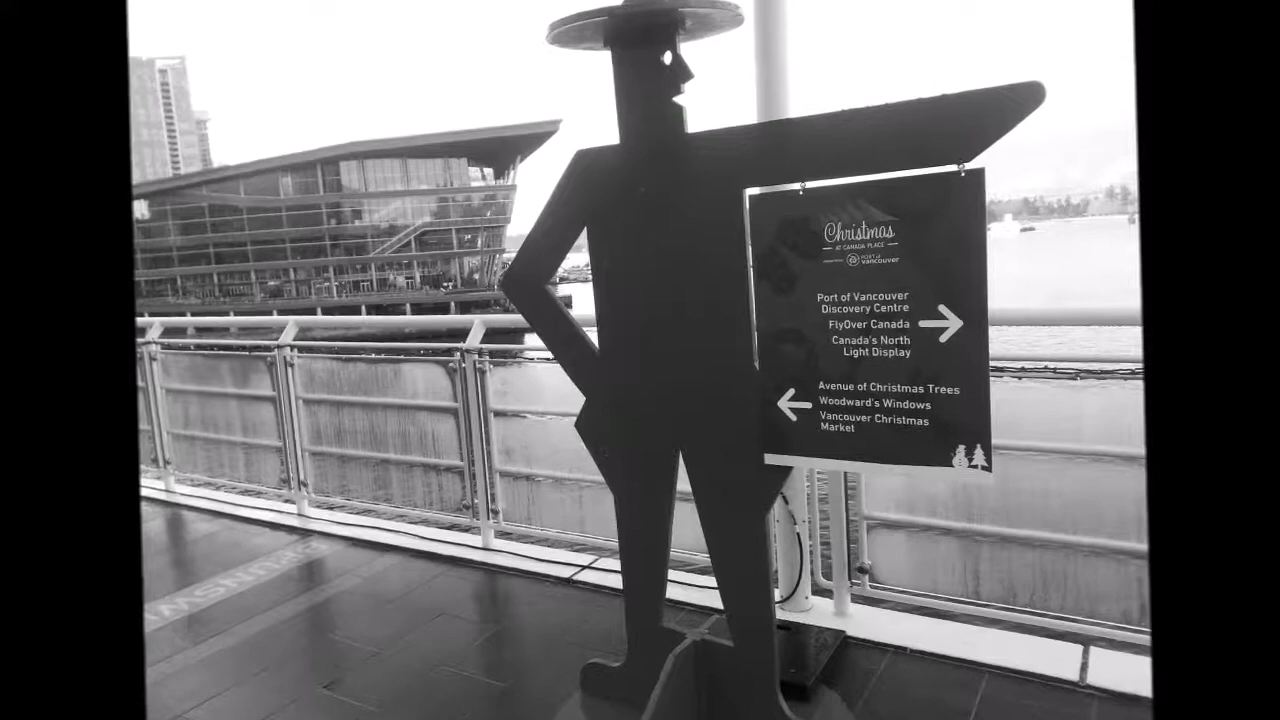 Christmas
AT CANADA PLACE
PORT of
vancouver
Port of Vancouver
Discovery Centre
FlyOver Canada
Canada's North
Light Display
Avenue of Christmas Trees
Woodward's Windows
Vancouver Christmas
Market